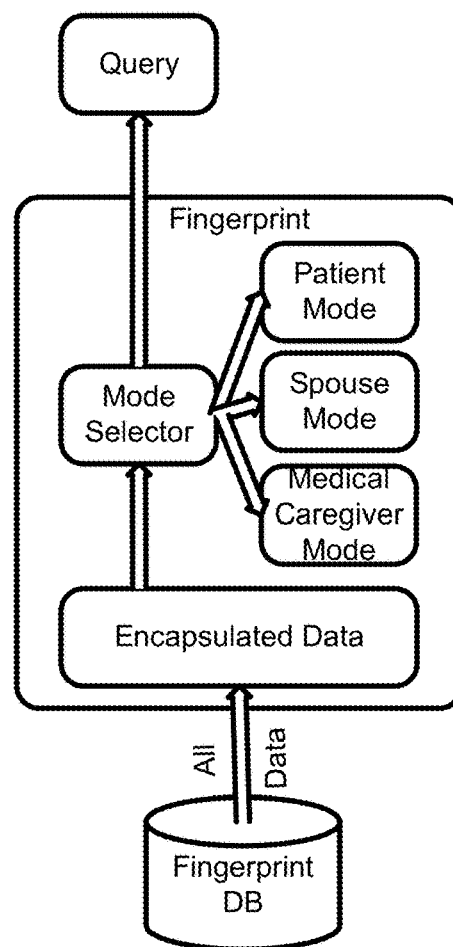 Query
Fingerprint
Patient
Mode
Mode
Selector
Spouse
Mode
Medical
Caregiver
Mode
Encapsulated Data
All
Data
Fingerprint
DB